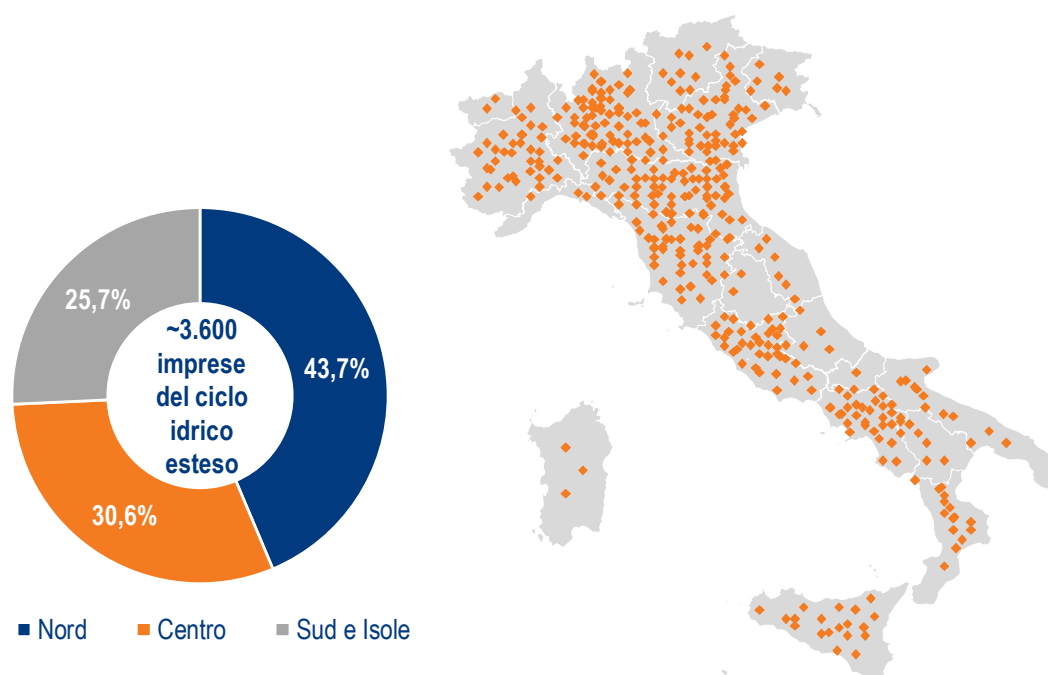 25,7%
~3.600
imprese
del ciclo
idrico
esteso
43,7%
30,6%
Nord
Centro
Sud e Isole